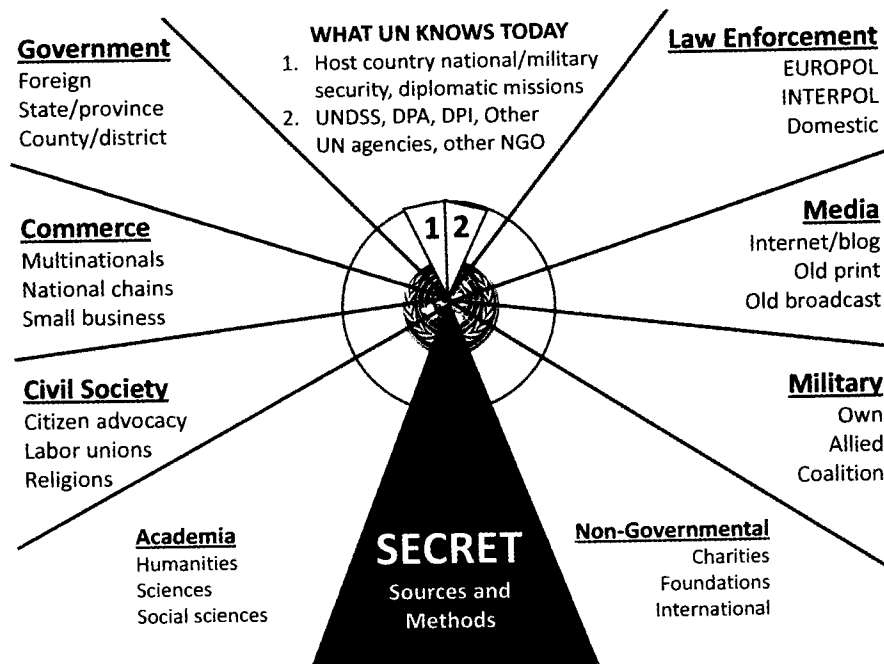 Government
Foreign
State/province
County/district
WHAT UN KNOWS TODAY
1. Host country national/military
security, diplomatic missions
2. UNDSS, DPA, DPI, Other
UN agencies, other NGO
Law Enforcement
EUROPOL
INTERPOL
Domestic
1 2
Commerce
Multinationals
National chains
Small business
Media
Internet/blog
Old print
Old broadcast
Civil Society
Citizen advocacy
Labor unions
Religions
Military
Own
Allied
Coalition
Academia
Humanities
Sciences
Social sciences
SECRET
Sources and
Methods
Non-Governmental
Charities
Foundations
International